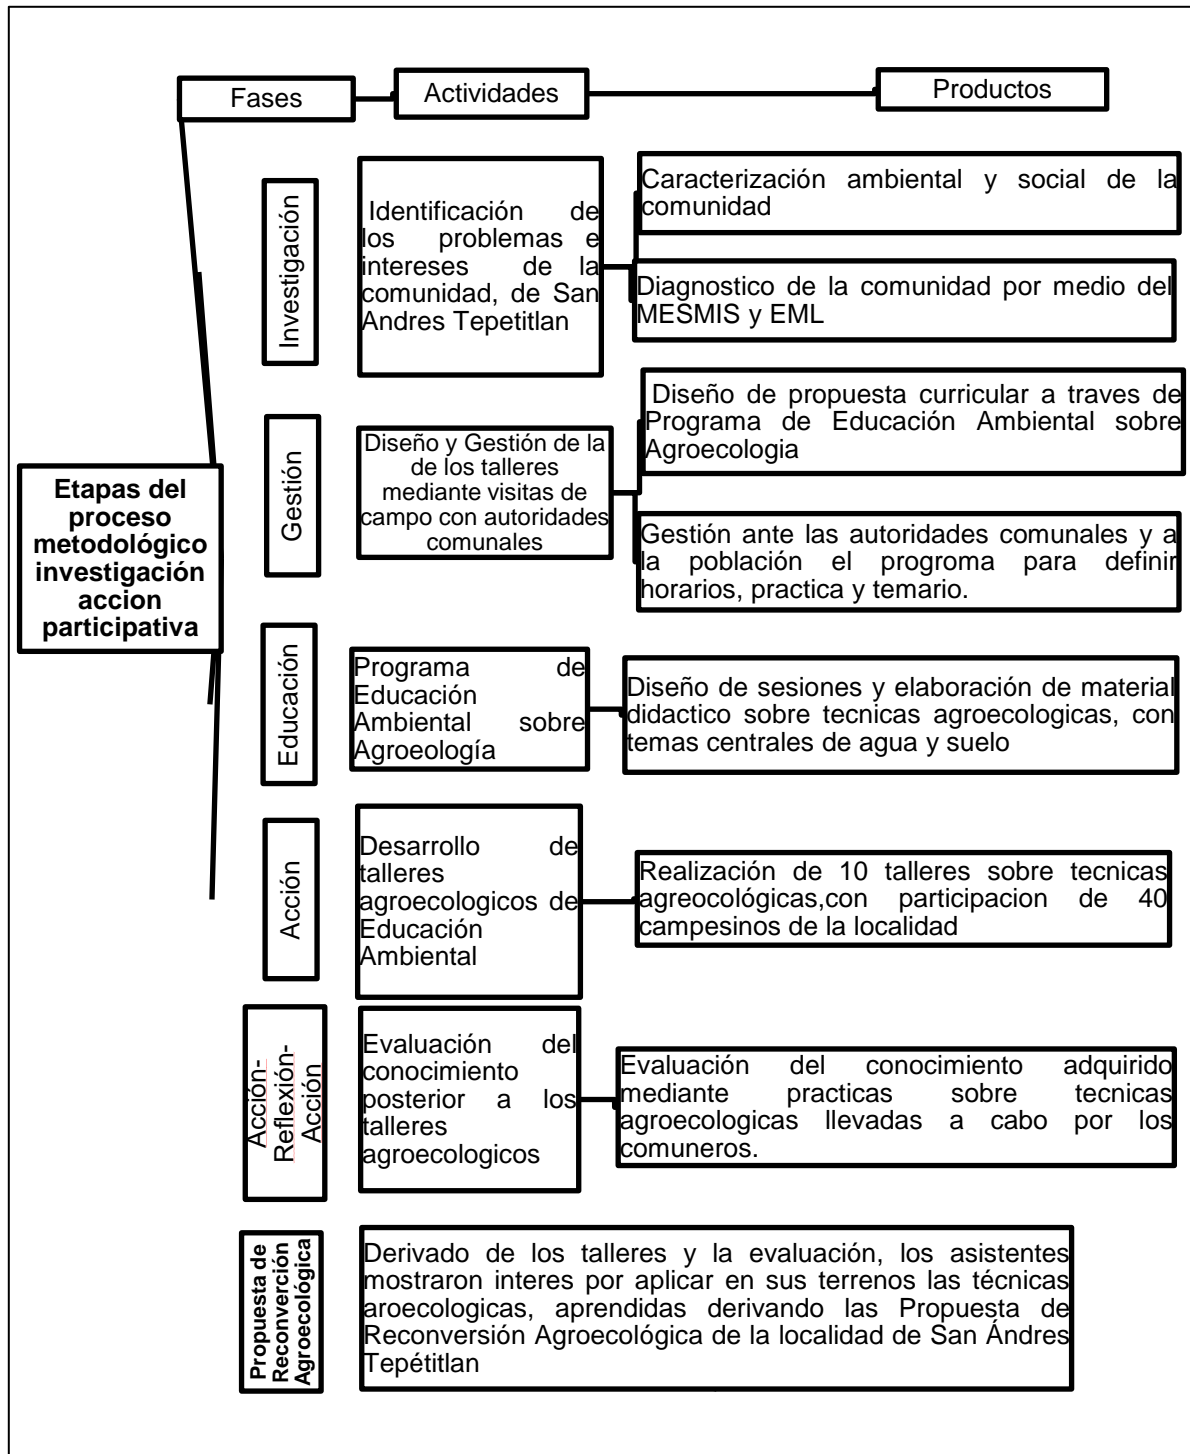 Fases
Actividades
Productos
Etapas del
proceso
metodológico
investigación
accion
participativa
Investigación
Identificación de
los problemas e
intereses de la
comunidad, de San
Andres Tepetitlan
Caracterización ambiental y social de la
comunidad
Diagnostico de la comunidad por medio del
MESMIS y EML
Gestión
Diseño y Gestión de la
de los talleres
mediante visitas de
campo con autoridades
comunales
Diseño de propuesta curricular a traves de
Programa de Educación Ambiental sobre
Agroecologia
Gestión ante las autoridades comunales y a
la población el progroma para definir
horarios, practica y temario.
Educación
Programa de
Educación
Ambiental sobre
Agroeología
Diseño de sesiones y elaboración de material
didactico sobre tecnicas agroecologicas, con
temas centrales de agua y suelo
Acción
Desarrollo de
talleres
agroecologicos de
Educación
Ambiental
Realización de 10 talleres sobre tecnicas
agreocológicas,con participacion de 40
campesinos de la localidad
Acción-
Reflexión-
Acción
Evaluación del
conocimiento
posterior a los
talleres
agroecologicos
Evaluación del conocimiento adquirido
mediante practicas sobre tecnicas
agroecologicas llevadas a cabo por los
comuneros.
Propuesta de
Reconverción
Agroecológica
Derivado de los talleres y la evaluación, los asistentes
mostraron interes por aplicar en sus terrenos las técnicas
aroecologicas, aprendidas derivando las Propuesta de
Reconversión Agroecológica de la localidad de San Ándres
Tepétitlan